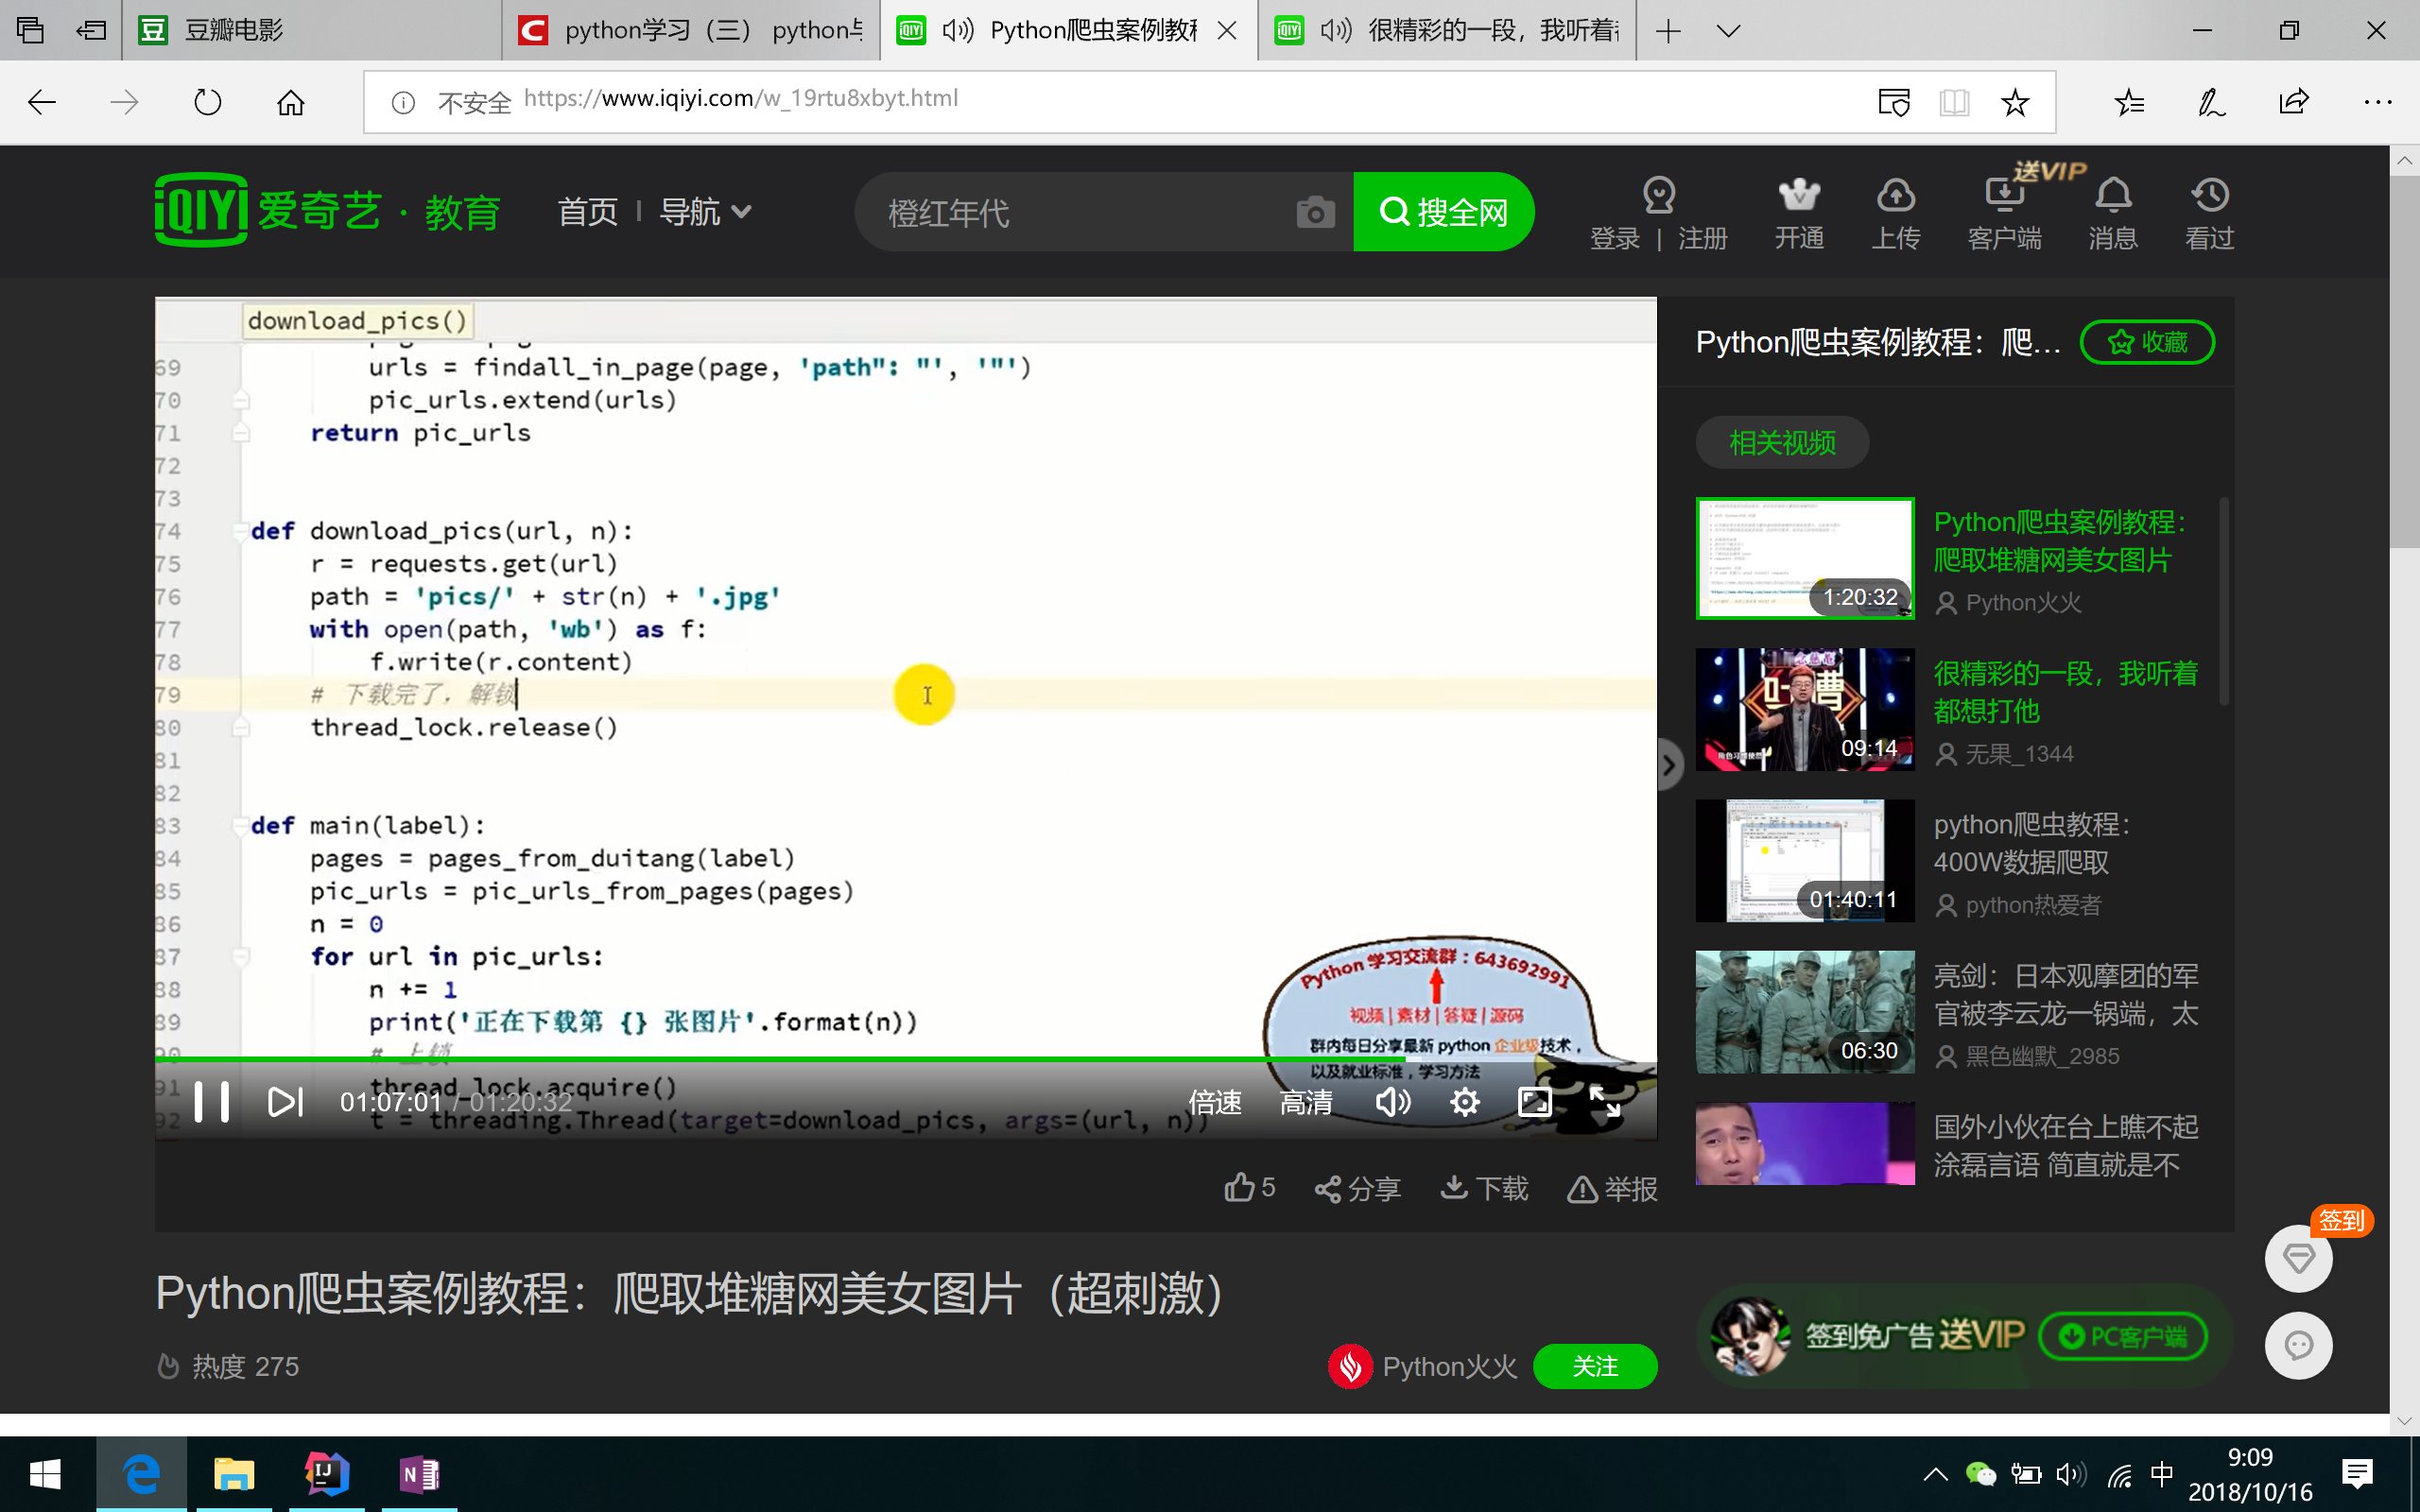 豆瓣电影
python学习（三） python与
Python爬虫案例教程
很精彩的一段，我听着都
不安全 https://www.iqiyi.com/w_19rtu8xbyt.html
iQIYI 爱奇艺 · 教育
首页 | 导航
橙红年代
搜全网
送VIP
登录 | 注册 开通 上传 客户端 消息 看过
download_pics()
69 urls = findall_in_page(page, 'path": "', '"')
70 pic_urls.extend(urls)
71 return pic_urls
72
73
74 def download_pics(url, n):
75 r = requests.get(url)
76 path = 'pics/' + str(n) + '.jpg'
77 with open(path, 'wb') as f:
78 f.write(r.content)
79 # 下载完了，解锁
80 thread_lock.release()
81
82
83 def main(label):
84 pages = pages_from_duitang(label)
85 pic_urls = pic_urls_from_pages(pages)
86 n = 0
87 for url in pic_urls:
88 n += 1
89 print('正在下载第 {} 张图片'.format(n))
90 # 上锁
91 thread_lock.acquire()
92 t = threading.Thread(target=download_pics, args=(url, n))
Python 学习交流群：643692991
视频 | 素材 | 答疑 | 源码
群内每日分享最新 python 企业级技术，
以及就业标准，学习方法
01:07:01 / 01:20:32
倍速 高清
5 分享 下载 举报
Python爬虫案例教程：爬... 收藏
相关视频
1:20:32
Python爬虫案例教程：
爬取堆糖网美女图片
Python火火
吐槽
09:14
很精彩的一段，我听着
都想打他
无果_1344
01:40:11
python爬虫教程：
400W数据爬取
python热爱者
06:30
亮剑：日本观摩团的军
官被李云龙一锅端，太
黑色幽默_2985
国外小伙在台上瞧不起
涂磊言语 简直就是不
签到
Python爬虫案例教程：爬取堆糖网美女图片（超刺激）
热度 275
Python火火 关注
签到免广告 送VIP PC客户端
中
9:09
2018/10/16